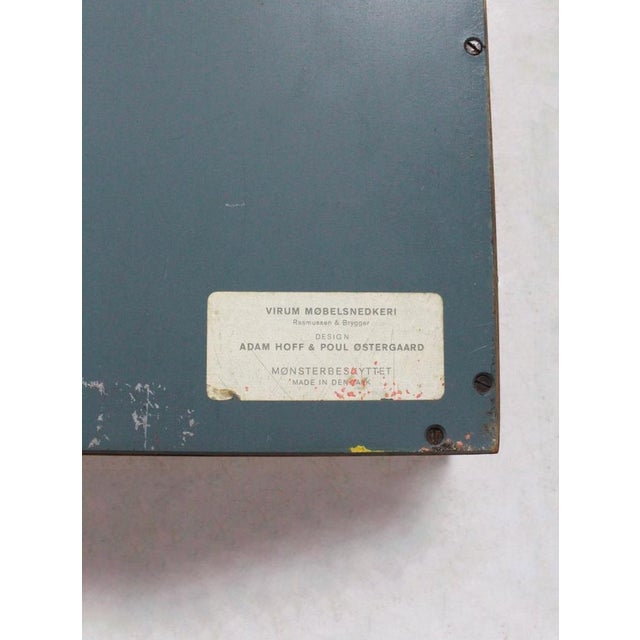 VIRUM MØBELSNEDKERI
Rasmussen & Brygger
DESIGN
ADAM HOFF & POUL ØSTERGAARD
MØNSTERBESKYTTET
MADE IN DENMARK